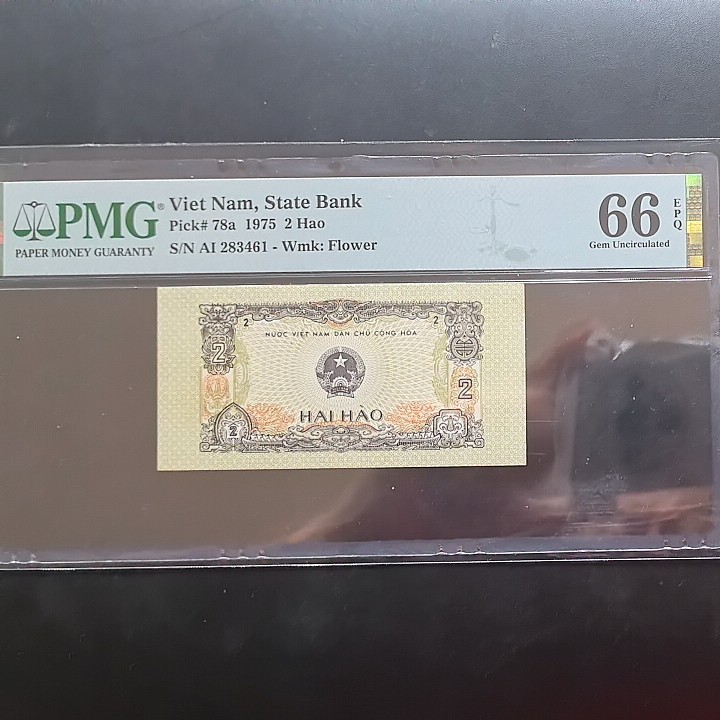 PMG®
PAPER MONEY GUARANTY
Viet Nam, State Bank
Pick# 78a 1975 2 Hao
S/N AI 283461 - Wmk: Flower
66
EPQ
Gem Uncirculated
2 2
NƯỚC VIỆT NAM DÂN CHỦ CỘNG HÒA
2
2
HAI HÀO
2